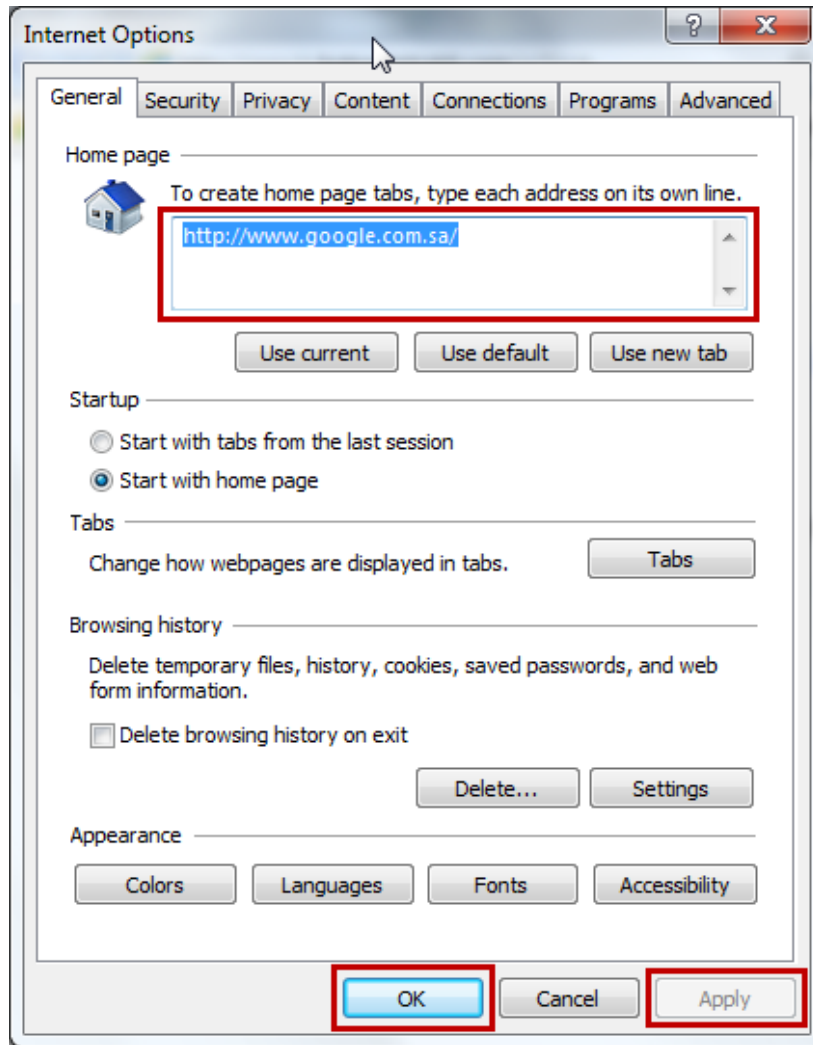 Internet Options
General Security Privacy Content Connections Programs Advanced
Home page
To create home page tabs, type each address on its own line.
http://www.google.com.sa/
Use current Use default Use new tab
Startup
Start with tabs from the last session
Start with home page
Tabs
Change how webpages are displayed in tabs. Tabs
Browsing history
Delete temporary files, history, cookies, saved passwords, and web
form information.
Delete browsing history on exit
Delete... Settings
Appearance
Colors Languages Fonts Accessibility
OK Cancel Apply